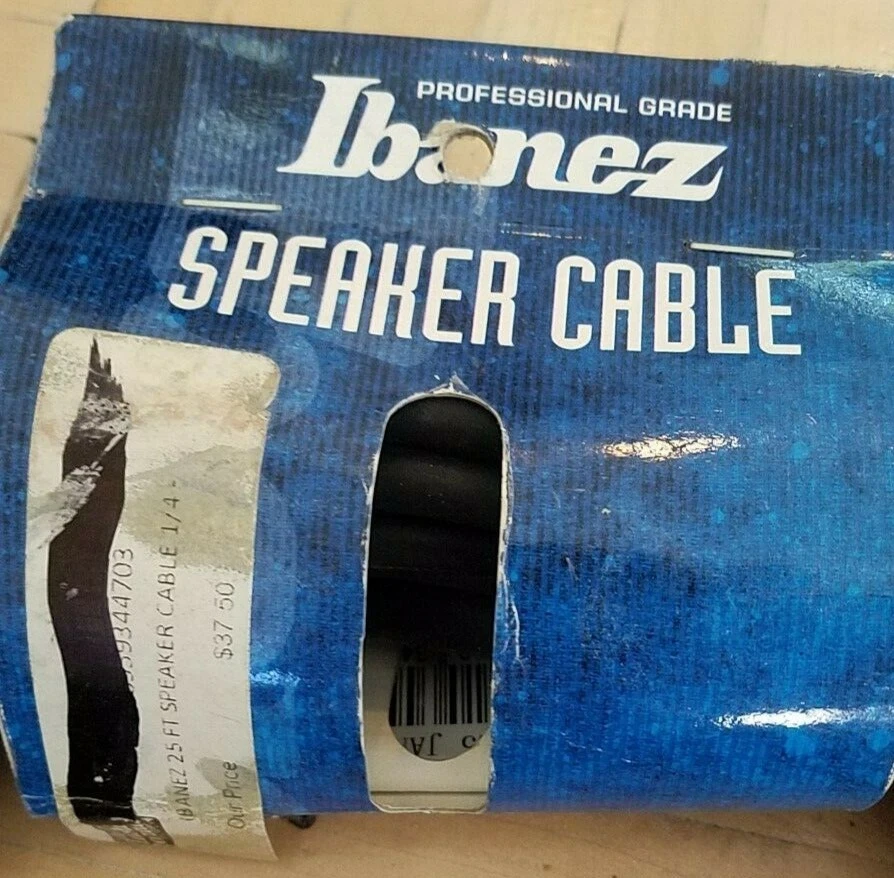 PROFESSIONAL GRADE
Ibanez
SPEAKER CABLE
IBANEZ 25 FT SPEAKER CABLE 1/4 -
Our Price
$37 50